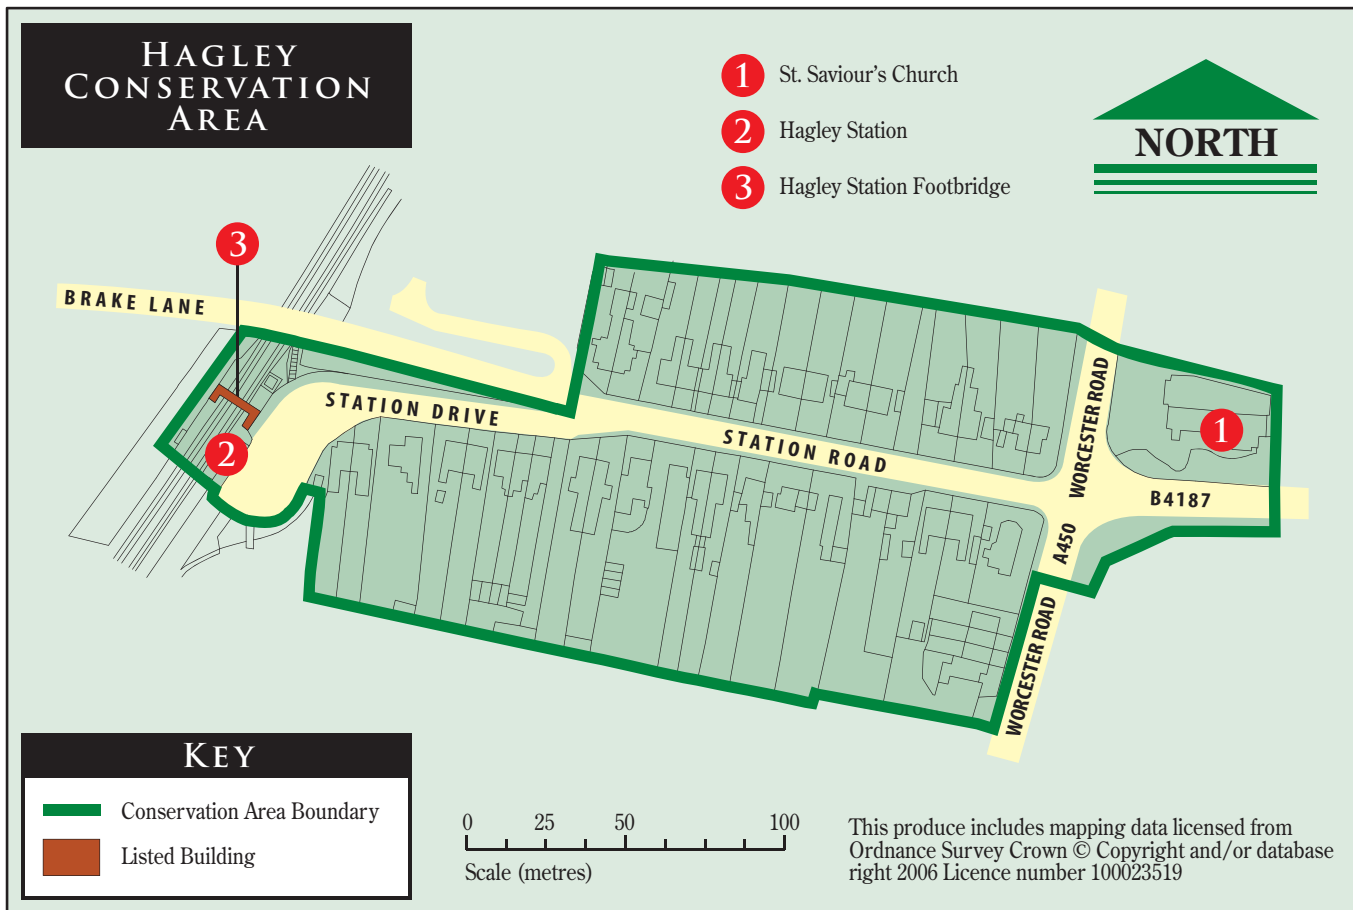 HAGLEY
CONSERVATION
AREA
1 St. Saviour's Church
2 Hagley Station
3 Hagley Station Footbridge
NORTH
3
BRAKE LANE
STATION DRIVE
STATION ROAD
WORCESTER ROAD
1
B4187
2
A450
WORCESTER ROAD
KEY
Conservation Area Boundary
Listed Building
0 25 50 100
Scale (metres)
This produce includes mapping data licensed from
Ordnance Survey Crown © Copyright and/or database
right 2006 Licence number 100023519